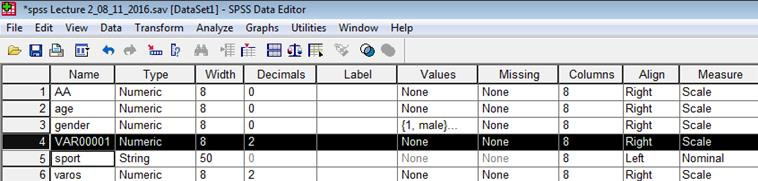 *spss Lecture 2_08_11_2016.sav [DataSet1] - SPSS Data Editor
File Edit View Data Transform Analyze Graphs Utilities Window Help
Name Type Width Decimals Label Values Missing Columns Align Measure
1 AA Numeric 8 0 None None 8 Right Scale
2 age Numeric 8 0 None None 8 Right Scale
3 gender Numeric 8 0 {1, male}... None 8 Right Scale
4 VAR00001 Numeric 8 2 None None 8 Right Scale
5 sport String 50 0 None None 8 Left Nominal
6 varos Numeric 8 2 None None 8 Right Scale